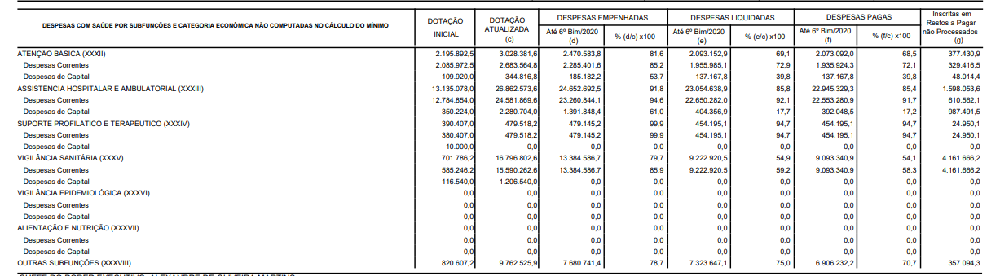 DESPESAS COM SAÚDE POR SUBFUNÇÕES E CATEGORIA ECONÔMICA NÃO COMPUTADAS NO CÁLCULO DO MÍNIMO DOTAÇÃO INICIAL DOTAÇÃO ATUALIZADA (c) DESPESAS EMPENHADAS DESPESAS LIQUIDADAS DESPESAS PAGAS Inscritas em Restos a Pagar não Processados (g)
Até 6º Bim/2020 (d) % (d/c) x100 Até 6º Bim/2020 (e) % (e/c) x100 Até 6º Bim/2020 (f) % (f/c) x100
ATENÇÃO BÁSICA (XXXII) 2.195.892,5 3.028.381,6 2.470.583,8 81,6 2.093.152,9 69,1 2.073.092,0 68,5 377.430,9
Despesas Correntes 2.085.972,5 2.683.564,8 2.285.401,6 85,2 1.955.985,1 72,9 1.935.924,3 72,1 329.416,5
Despesas de Capital 109.920,0 344.816,8 185.182,2 53,7 137.167,8 39,8 137.167,8 39,8 48.014,4
ASSISTÊNCIA HOSPITALAR E AMBULATORIAL (XXXIII) 13.135.078,0 26.862.573,6 24.652.692,5 91,8 23.054.638,9 85,8 22.945.329,3 85,4 1.598.053,6
Despesas Correntes 12.784.854,0 24.581.869,6 23.260.844,1 94,6 22.650.282,0 92,1 22.553.280,9 91,7 610.562,1
Despesas de Capital 350.224,0 2.280.704,0 1.391.848,4 61,0 404.356,9 17,7 392.048,5 17,2 987.491,5
SUPORTE PROFILÁTICO E TERAPÊUTICO (XXXIV) 390.407,0 479.518,2 479.145,2 99,9 454.195,1 94,7 454.195,1 94,7 24.950,1
Despesas Correntes 380.407,0 479.518,2 479.145,2 99,9 454.195,1 94,7 454.195,1 94,7 24.950,1
Despesas de Capital 10.000,0 0,0 0,0 0,0 0,0 0,0 0,0 0,0 0,0
VIGILÂNCIA SANITÁRIA (XXXV) 701.786,2 16.796.802,6 13.384.586,7 79,7 9.222.920,5 54,9 9.093.340,9 54,1 4.161.666,2
Despesas Correntes 585.246,2 15.590.262,6 13.384.586,7 85,9 9.222.920,5 59,2 9.093.340,9 58,3 4.161.666,2
Despesas de Capital 116.540,0 1.206.540,0 0,0 0,0 0,0 0,0 0,0 0,0 0,0
VIGILÂNCIA EPIDEMIOLÓGICA (XXXVI) 0,0 0,0 0,0 0,0 0,0 0,0 0,0 0,0 0,0
Despesas Correntes 0,0 0,0 0,0 0,0 0,0 0,0 0,0 0,0 0,0
Despesas de Capital 0,0 0,0 0,0 0,0 0,0 0,0 0,0 0,0 0,0
ALIENTAÇÃO E NUTRIÇÃO (XXXVII) 0,0 0,0 0,0 0,0 0,0 0,0 0,0 0,0 0,0
Despesas Correntes 0,0 0,0 0,0 0,0 0,0 0,0 0,0 0,0 0,0
Despesas de Capital 0,0 0,0 0,0 0,0 0,0 0,0 0,0 0,0 0,0
OUTRAS SUBFUNÇÕES (XXXVIII) 820.607,2 9.762.525,9 7.680.741,4 78,7 7.323.647,1 75,0 6.906.232,2 70,7 357.094,3